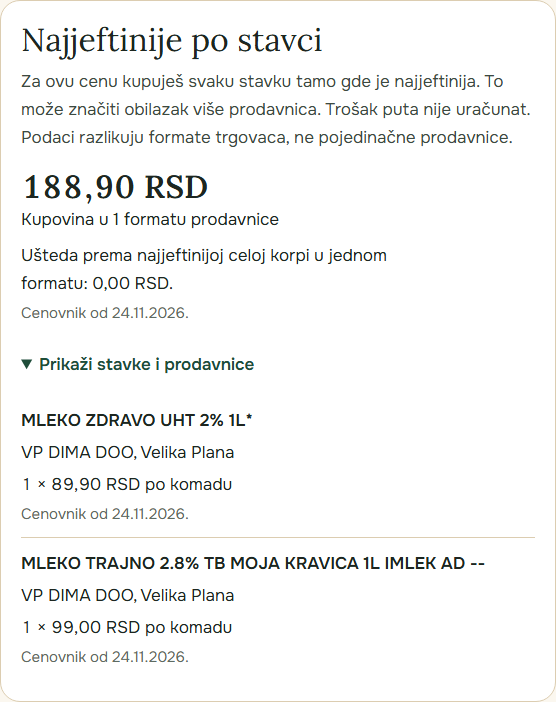 Najjeftinije po stavci
Za ovu cenu kupuješ svaku stavku tamo gde je najjeftinija. To
može značiti obilazak više prodavnica. Trošak puta nije uračunat.
Podaci razlikuju formate trgovaca, ne pojedinačne prodavnice.
188,90 RSD
Kupovina u 1 formatu prodavnice
Ušteda prema najjeftinijoj celoj korpi u jednom
formatu: 0,00 RSD.
Cenovnik od 24.11.2026.
▼ Prikaži stavke i prodavnice
MLEKO ZDRAVO UHT 2% 1L*
VP DIMA DOO, Velika Plana
1 × 89,90 RSD po komadu
Cenovnik od 24.11.2026.
MLEKO TRAJNO 2.8% TB MOJA KRAVICA 1L IMLEK AD --
VP DIMA DOO, Velika Plana
1 × 99,00 RSD po komadu
Cenovnik od 24.11.2026.